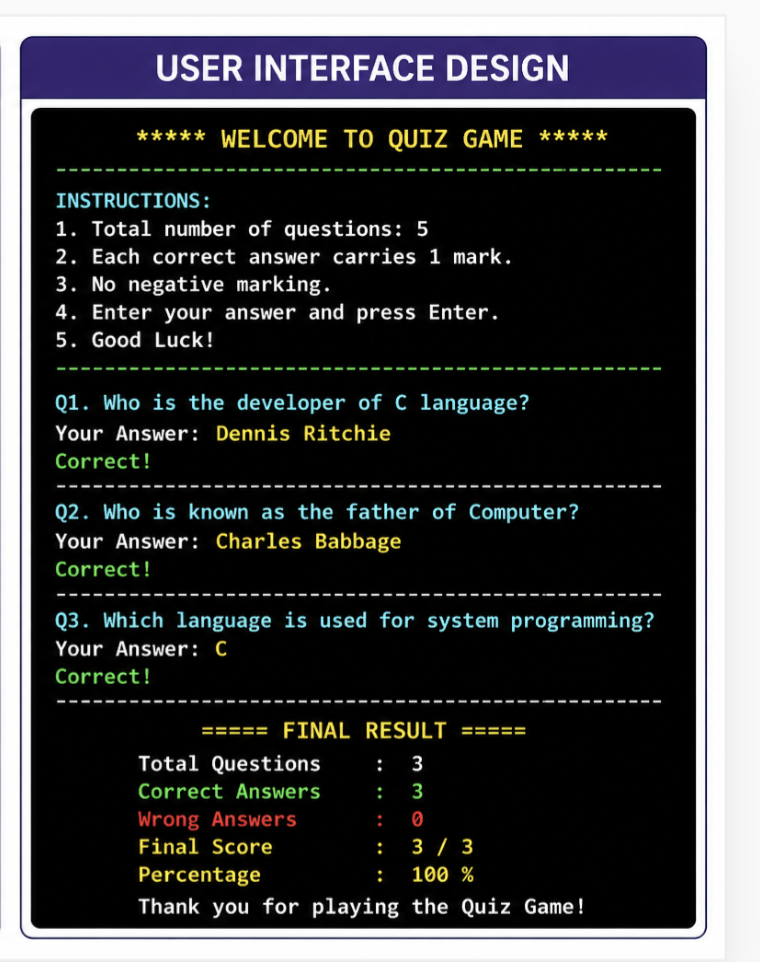 USER INTERFACE DESIGN
***** WELCOME TO QUIZ GAME *****
--------------------------------------------------
INSTRUCTIONS:
1. Total number of questions: 5
2. Each correct answer carries 1 mark.
3. No negative marking.
4. Enter your answer and press Enter.
5. Good Luck!
--------------------------------------------------
Q1. Who is the developer of C language?
Your Answer: Dennis Ritchie
Correct!
--------------------------------------------------
Q2. Who is known as the father of Computer?
Your Answer: Charles Babbage
Correct!
--------------------------------------------------
Q3. Which language is used for system programming?
Your Answer: C
Correct!
--------------------------------------------------
===== FINAL RESULT =====
Total Questions : 3
Correct Answers : 3
Wrong Answers : 0
Final Score : 3 / 3
Percentage : 100 %
Thank you for playing the Quiz Game!